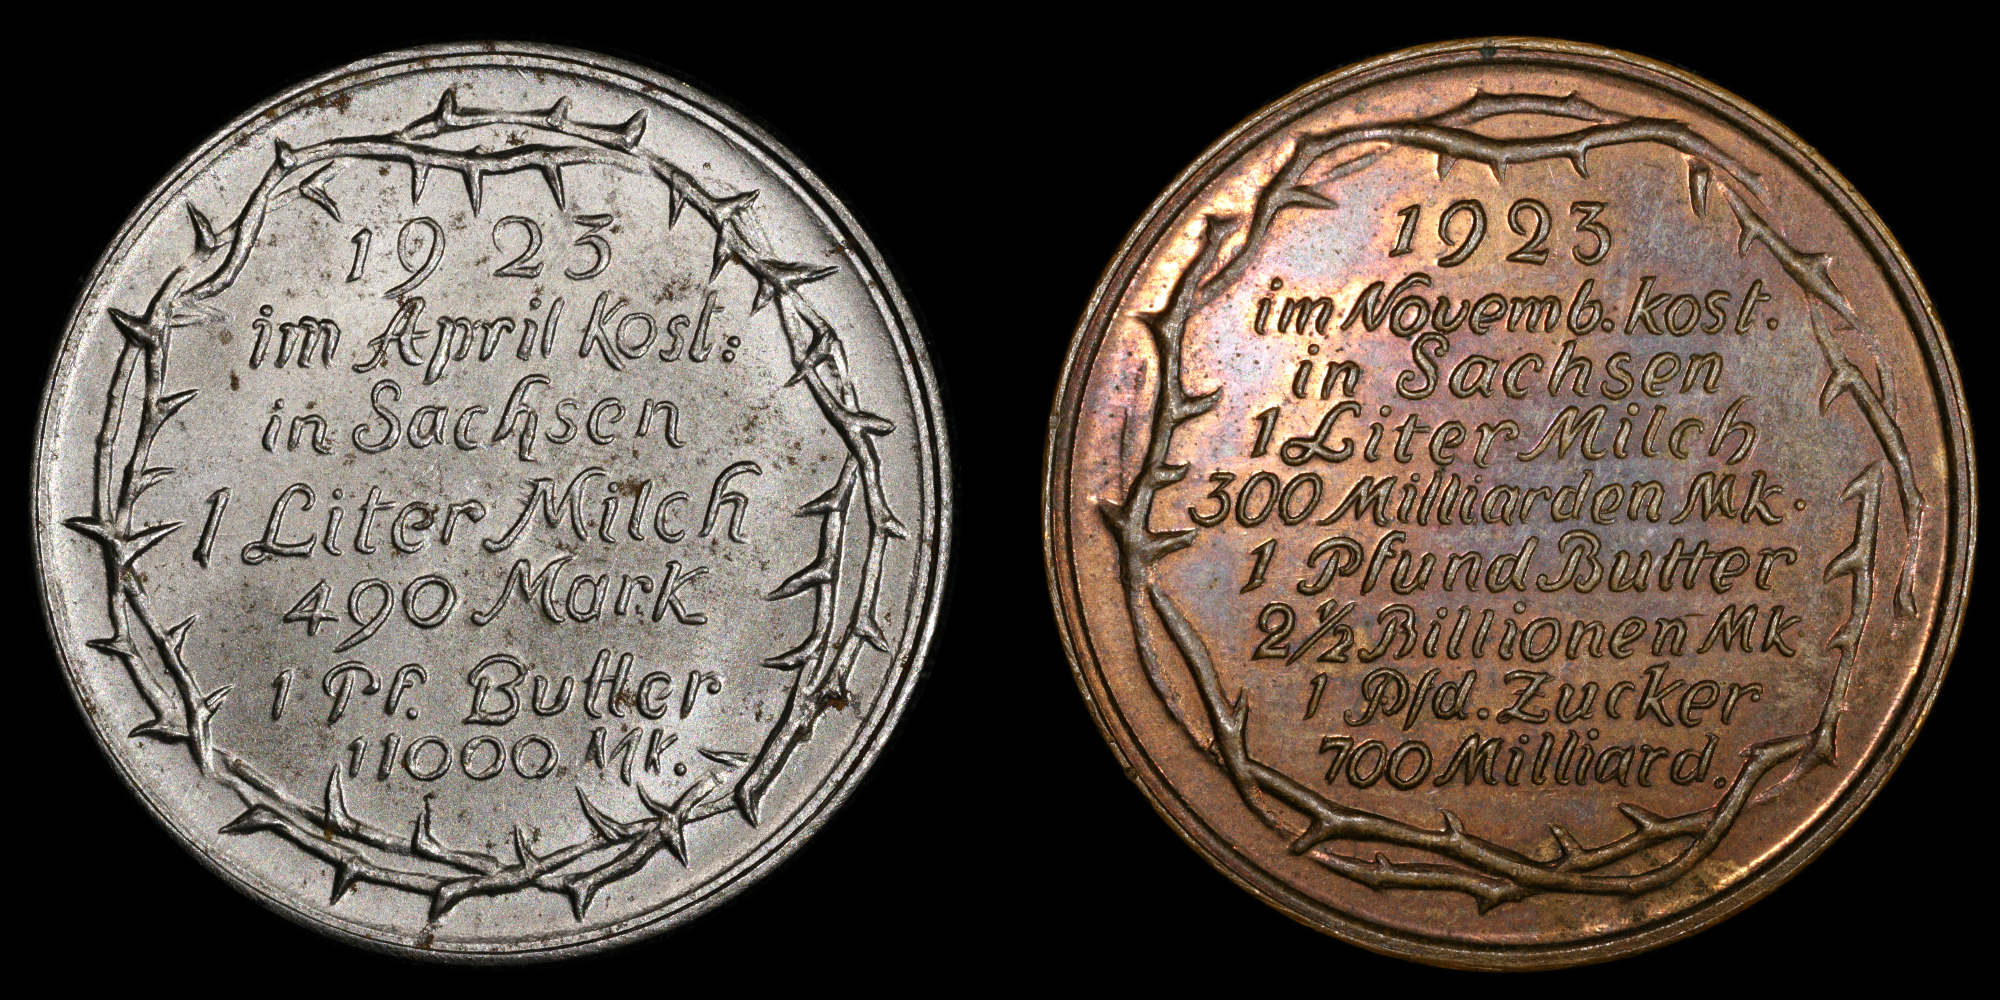 1923
im April kost:
in Sachsen
1 Liter Milch
490 Mark
1 Pf. Butter
11000 Mk.
1923
im Novemb. kost.
in Sachsen
1 Liter Milch
300 Milliarden Mk.
1 Pfund Butter
2 1/2 Billionen Mk
1 Pfd. Zucker
700 Milliard.